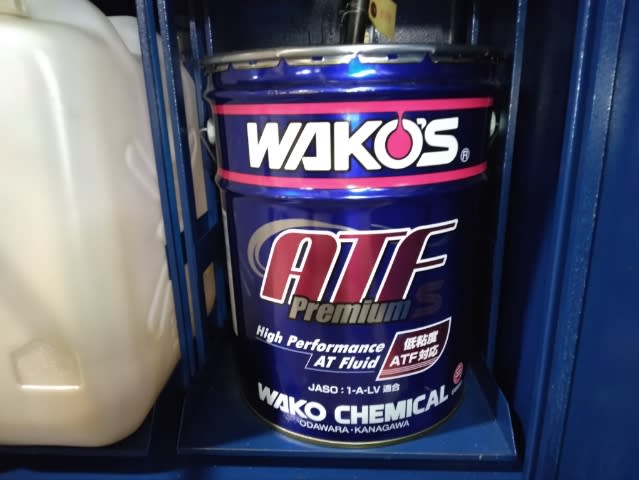 WAKO'S®
ATF
Premium S
High Performance
AT Fluid
低粘度
ATF対応
JASO : 1-A-LV 適合
WAKO CHEMICAL
ODAWARA・KANAGAWA